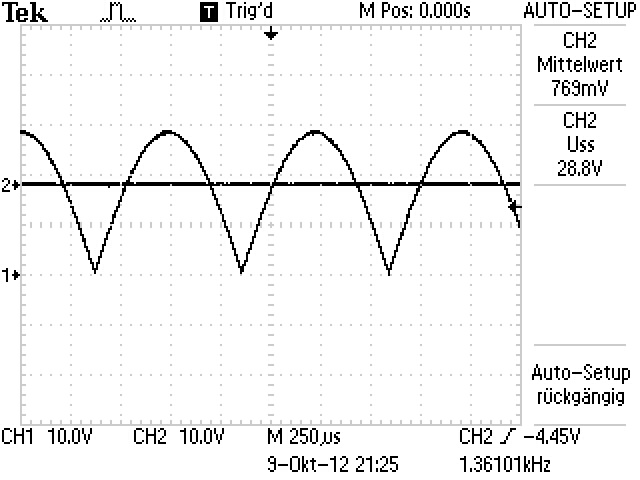 Tek T Trig'd M Pos: 0.000s AUTO-SETUP
CH2
Mittelwert
769mV
CH2
Uss
28.8V
2
1
Auto-Setup
rückgängig
CH1 10.0V CH2 10.0V M 250µs CH2 -4.45V
9-Okt-12 21:25 1.36101kHz